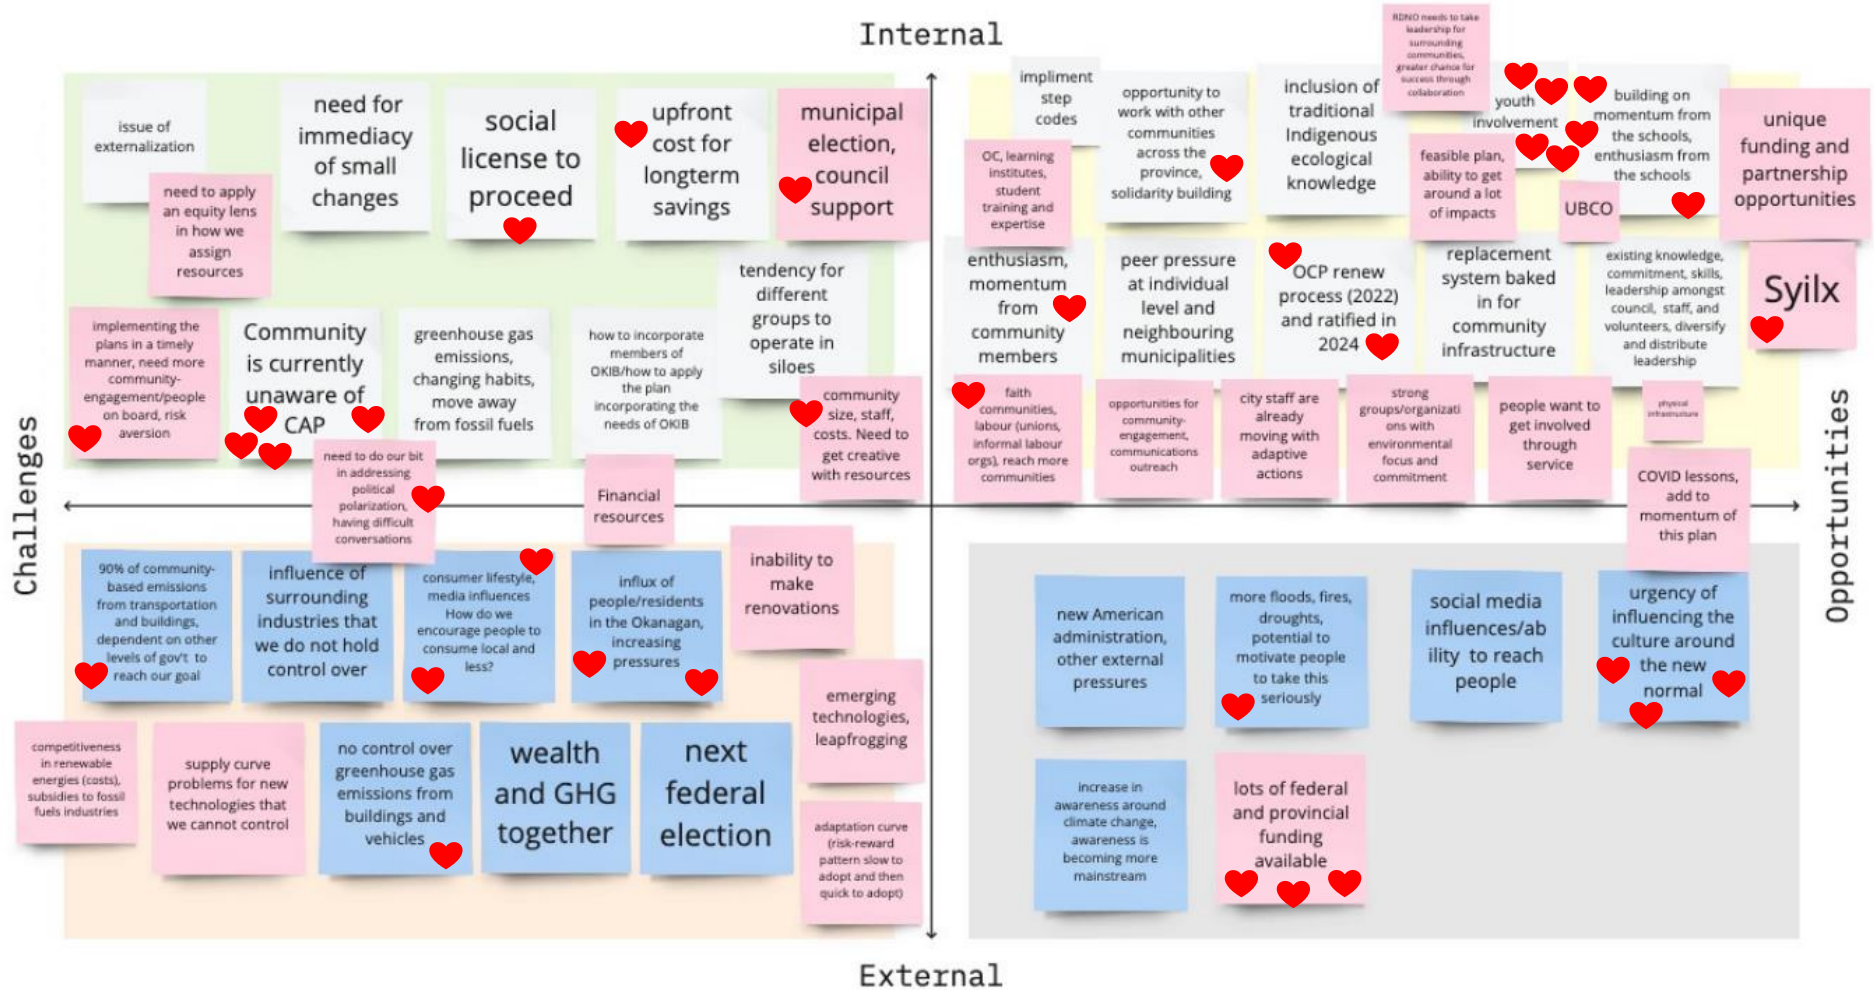 Internal
Challenges
Opportunities
External
issue of
externalization
need to apply
an equity lens
in how we
assign
resources
need for
immediacy
of small
changes
social
license to
proceed
upfront
cost for
longterm
savings
municipal
election,
council
support
tendency for
different
groups to
operate in
siloes
implementing the
plans in a timely
manner, need more
community-
engagement/people
on board, risk
aversion
Community
is currently
unaware of
CAP
greenhouse gas
emissions,
changing habits,
move away
from fossil fuels
how to incorporate
members of
OKIB/how to apply
the plan
incorporating the
needs of OKIB
community
size, staff,
costs. Need to
get creative
with resources
need to do our bit
in addressing
political
polarization,
having difficult
conversations
Financial
resources
impliment
step
codes
OC, learning
institutes,
student
training and
expertise
opportunity to
work with other
communities
across the
province,
solidarity building
inclusion of
traditional
Indigenous
ecological
knowledge
RDNO needs to take
leadership for
surrounding
communities,
greater chance for
success through
collaboration
youth
involvement
feasible plan,
ability to get
around a lot
of impacts
building on
momentum from
the schools,
enthusiasm from
the schools
UBCO
unique
funding and
partnership
opportunities
enthusiasm,
momentum
from
community
members
peer pressure
at individual
level and
neighbouring
municipalities
OCP renew
process (2022)
and ratified in
2024
replacement
system baked
in for
community
infrastructure
existing knowledge,
commitment, skills,
leadership amongst
council, staff, and
volunteers, diversify
and distribute
leadership
Syilx
faith
communities,
labour (unions,
informal labour
orgs), reach more
communities
opportunities for
community-
engagement,
communications
outreach
city staff are
already
moving with
adaptive
actions
strong
groups/organizati
ons with
environmental
focus and
commitment
people want to
get involved
through
service
physical
infrastructure
COVID lessons,
add to
momentum of
this plan
90% of community-
based emissions
from transportation
and buildings,
dependent on other
levels of gov't to
reach our goal
influence of
surrounding
industries that
we do not hold
control over
consumer lifestyle,
media influences
How do we
encourage people to
consume local and
less?
influx of
people/residents
in the Okanagan,
increasing
pressures
inability to
make
renovations
emerging
technologies,
leapfrogging
competitiveness
in renewable
energies (costs),
subsidies to fossil
fuels industries
supply curve
problems for new
technologies that
we cannot control
no control over
greenhouse gas
emissions from
buildings and
vehicles
wealth
and GHG
together
next
federal
election
adaptation curve
(risk-reward
pattern slow to
adopt and then
quick to adopt)
new American
administration,
other external
pressures
more floods, fires,
droughts,
potential to
motivate people
to take this
seriously
social media
influences/ab
ility to reach
people
urgency of
influencing the
culture around
the new
normal
increase in
awareness around
climate change,
awareness is
becoming more
mainstream
lots of federal
and provincial
funding
available